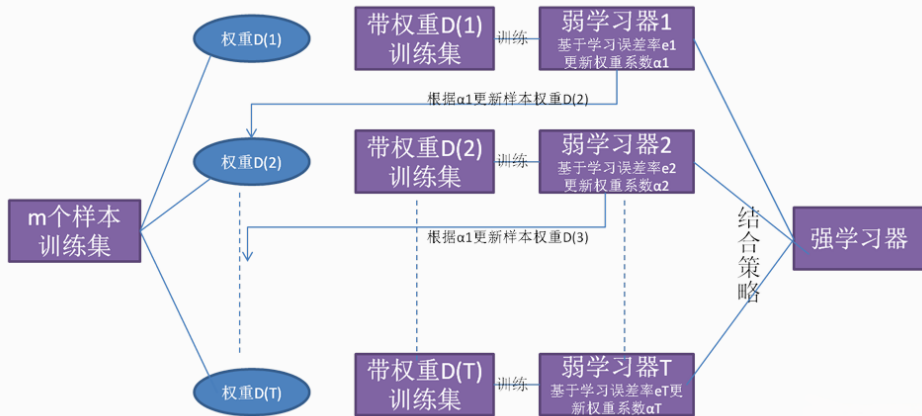 权重D(1)
带权重D(1)
训练集
训练
弱学习器1
基于学习误差率e1
更新权重系数α1
根据α1更新样本权重D(2)
权重D(2)
带权重D(2)
训练集
训练
弱学习器2
基于学习误差率e2
更新权重系数α2
m个样本
训练集
根据α1更新样本权重D(3)
结合策略
强学习器
权重D(T)
带权重D(T)
训练集
训练
弱学习器T
基于学习误差率eT更
新权重系数αT